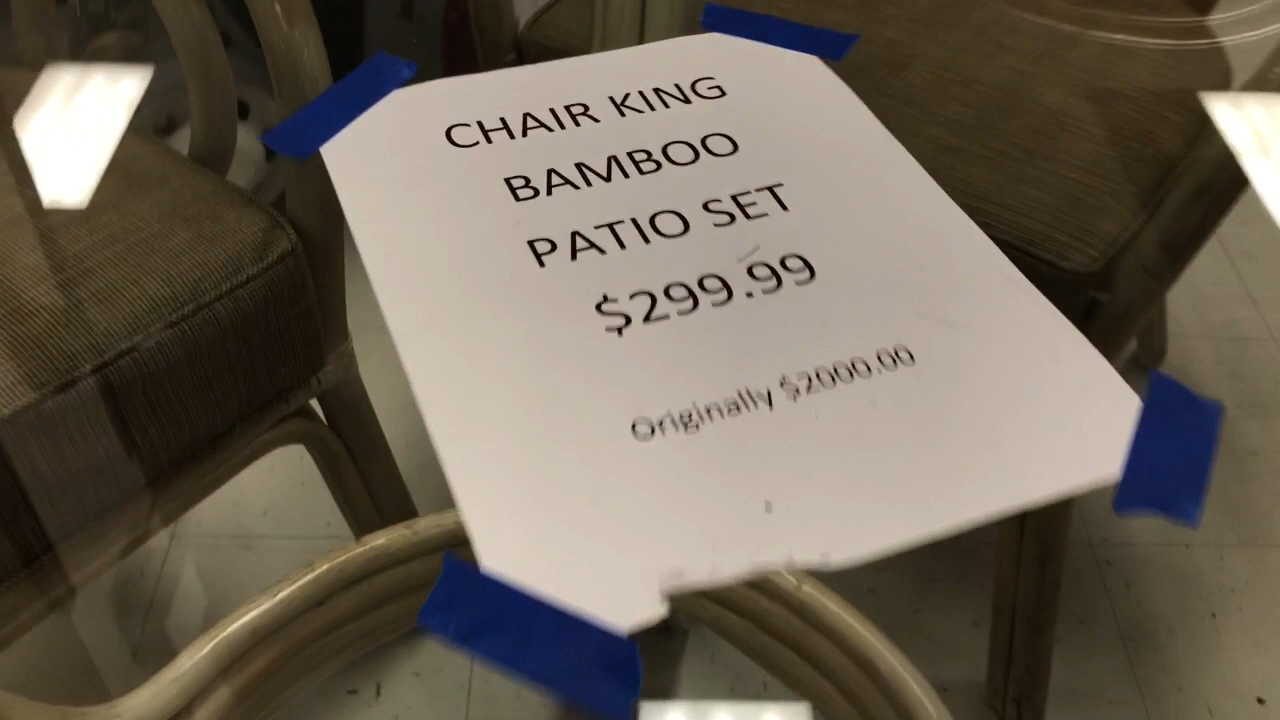 CHAIR KING
BAMBOO
PATIO SET
$299.99
Originally $2000.00